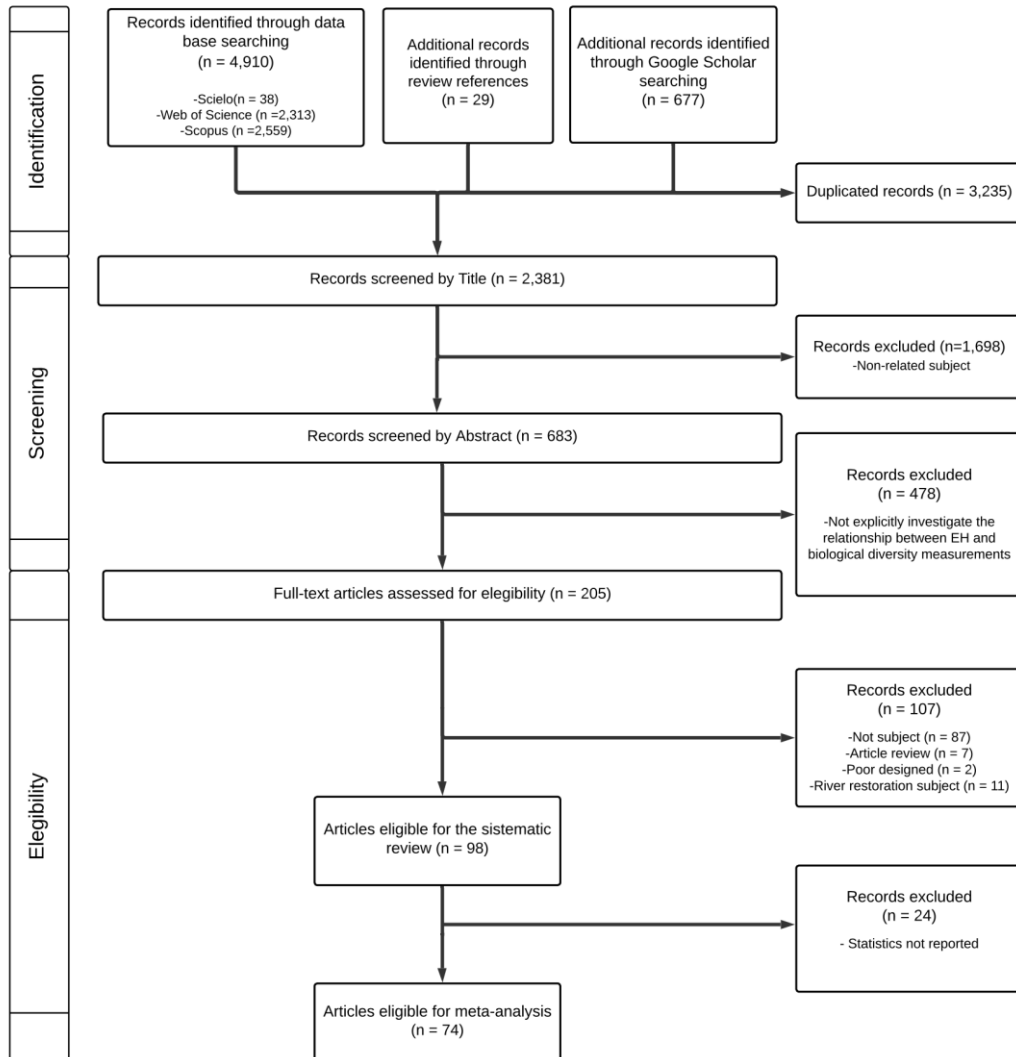 Identification
Records identified through data
base searching
(n = 4,910)
-Scielo(n = 38)
-Web of Science (n =2,313)
-Scopus (n =2,559)
Additional records
identified through
review references
(n = 29)
Additional records identified
through Google Scholar
searching
(n = 677)
Duplicated records (n = 3,235)
Screening
Records screened by Title (n = 2,381)
Records excluded (n=1,698)
-Non-related subject
Records screened by Abstract (n = 683)
Records excluded
(n = 478)
-Not explicitly investigate the
relationship between EH and
biological diversity measurements
Elegibility
Full-text articles assessed for elegibility (n = 205)
Records excluded
(n = 107)
-Not subject (n = 87)
-Article review (n = 7)
-Poor designed (n = 2)
-River restoration subject (n = 11)
Articles eligible for the sistematic
review (n = 98)
Records excluded
(n = 24)
- Statistics not reported
Articles eligible for meta-analysis
(n = 74)